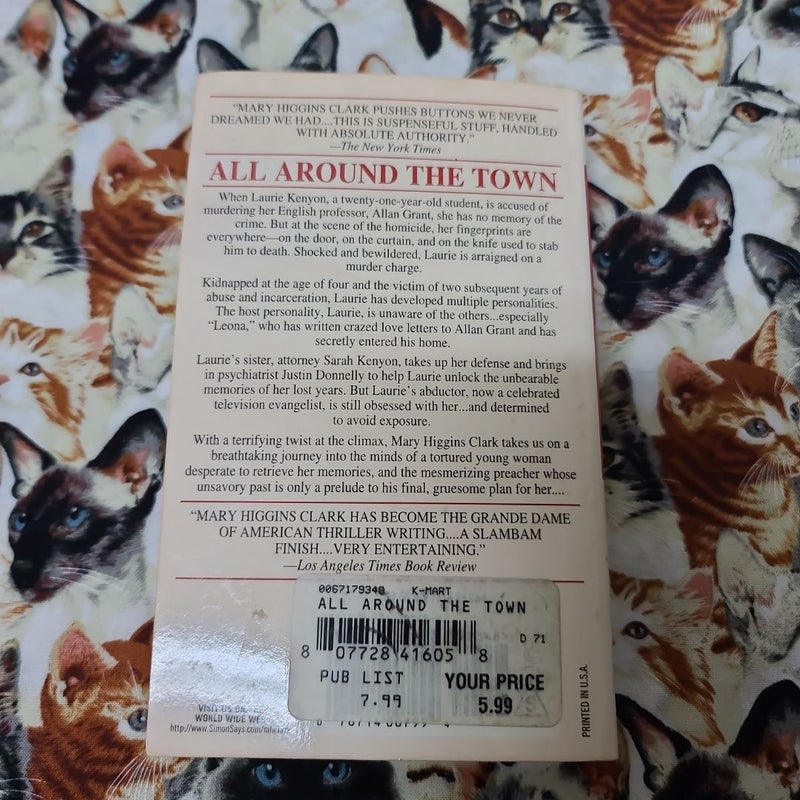 "MARY HIGGINS CLARK PUSHES BUTTONS WE NEVER
DREAMED WE HAD....THIS IS SUSPENSEFUL STUFF, HANDLED
WITH ABSOLUTE AUTHORITY."
—The New York Times
ALL AROUND THE TOWN
When Laurie Kenyon, a twenty-one-year-old student, is accused of
murdering her English professor, Allan Grant, she has no memory of the
crime. But at the scene of the homicide, her fingerprints are
everywhere—on the door, on the curtain, and on the knife used to stab
him to death. Shocked and bewildered, Laurie is arraigned on a
murder charge.
Kidnapped at the age of four and the victim of two subsequent years of
abuse and incarceration, Laurie has developed multiple personalities.
The host personality, Laurie, is unaware of the others...especially
"Leona," who has written crazed love letters to Allan Grant and has
secretly entered his home.
Laurie's sister, attorney Sarah Kenyon, takes up her defense and brings
in psychiatrist Justin Donnelly to help Laurie unlock the unbearable
memories of her lost years. But Laurie's abductor, now a celebrated
television evangelist, is still obsessed with her...and determined
to avoid exposure.
With a terrifying twist at the climax, Mary Higgins Clark takes us on a
breathtaking journey into the minds of a tortured young woman
desperate to retrieve her memories, and the mesmerizing preacher whose
unsavory past is only a prelude to his final, gruesome plan for her....
"MARY HIGGINS CLARK HAS BECOME THE GRANDE DAME
OF AMERICAN THRILLER WRITING....A SLAMBAM
FINISH....VERY ENTERTAINING."
—Los Angeles Times Book Review
0067179348 K-MART
ALL AROUND THE TOWN
D 71
8 07728 41605 8
PUB LIST YOUR PRICE
7.99 5.99
VISIT US ON
WORLD WIDE
http://www.SimonSays.com/
PRINTED IN U.S.A.